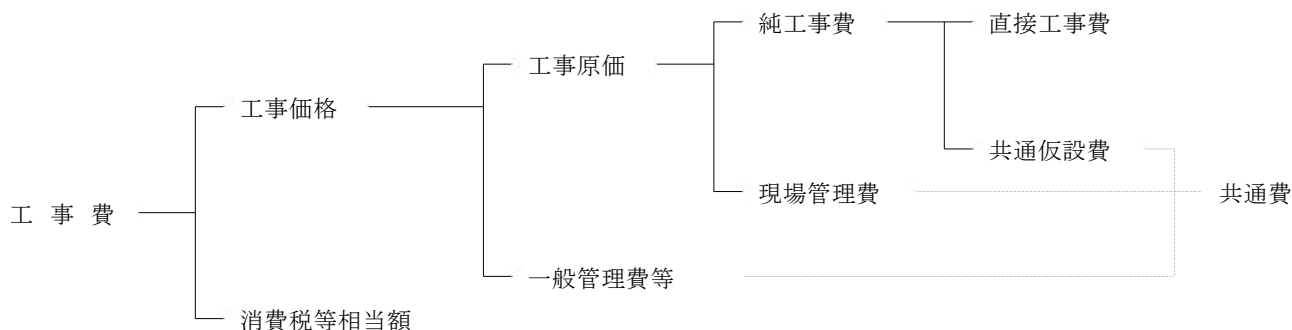 純工事費 直接工事費
工事原価
工事価格
共通仮設費
現場管理費 共通費
工 事 費
一般管理費等
消費税等相当額